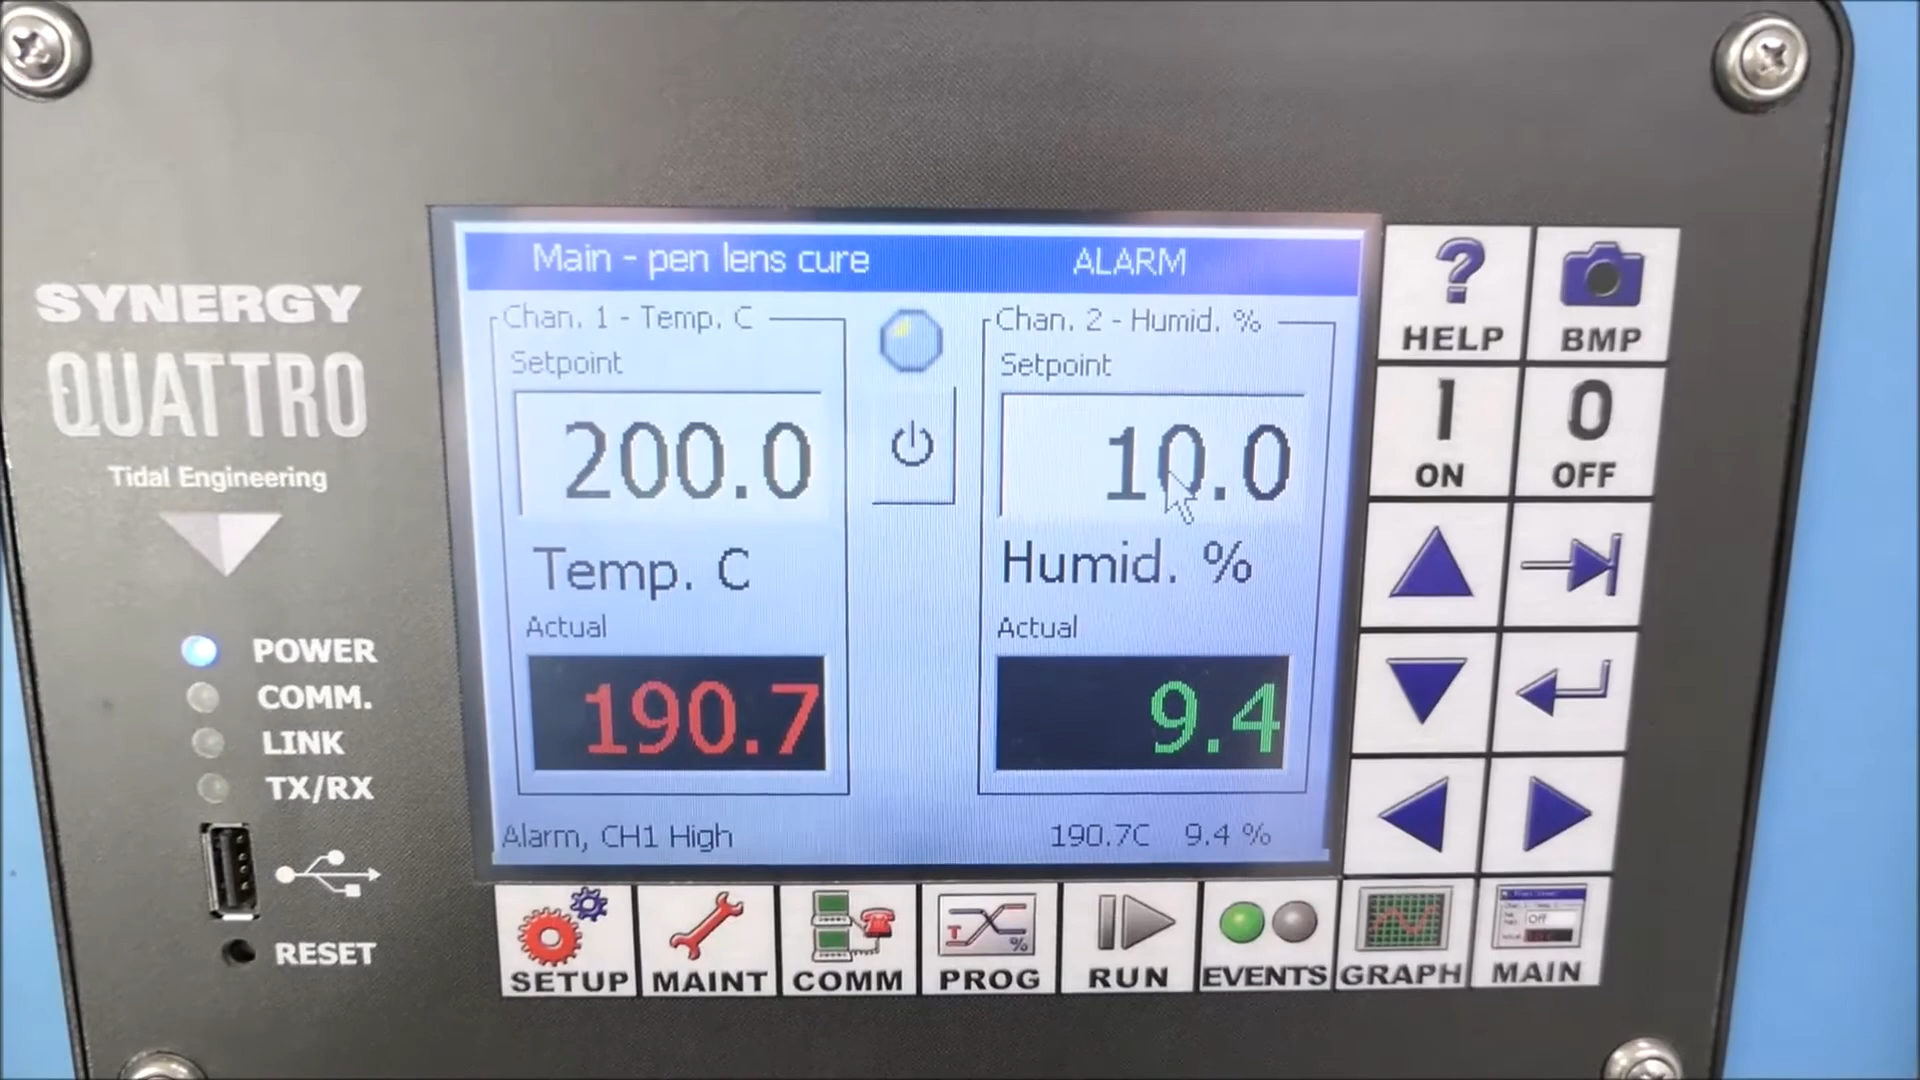 Main - pen lens cure ALARM
Chan. 1 - Temp. C
Setpoint
200.0
Temp. C
Actual
190.7
Chan. 2 - Humid. %
Setpoint
10.0
Humid. %
Actual
9.4
Alarm, CH1 High 190.7C 9.4 %
SYNERGY
QUATTRO
Tidal Engineering
POWER
COMM.
LINK
TX/RX
RESET
? HELP
BMP
I ON
O OFF
SETUP
MAINT
COMM
T %
PROG
RUN
EVENTS
GRAPH
Off
MAIN